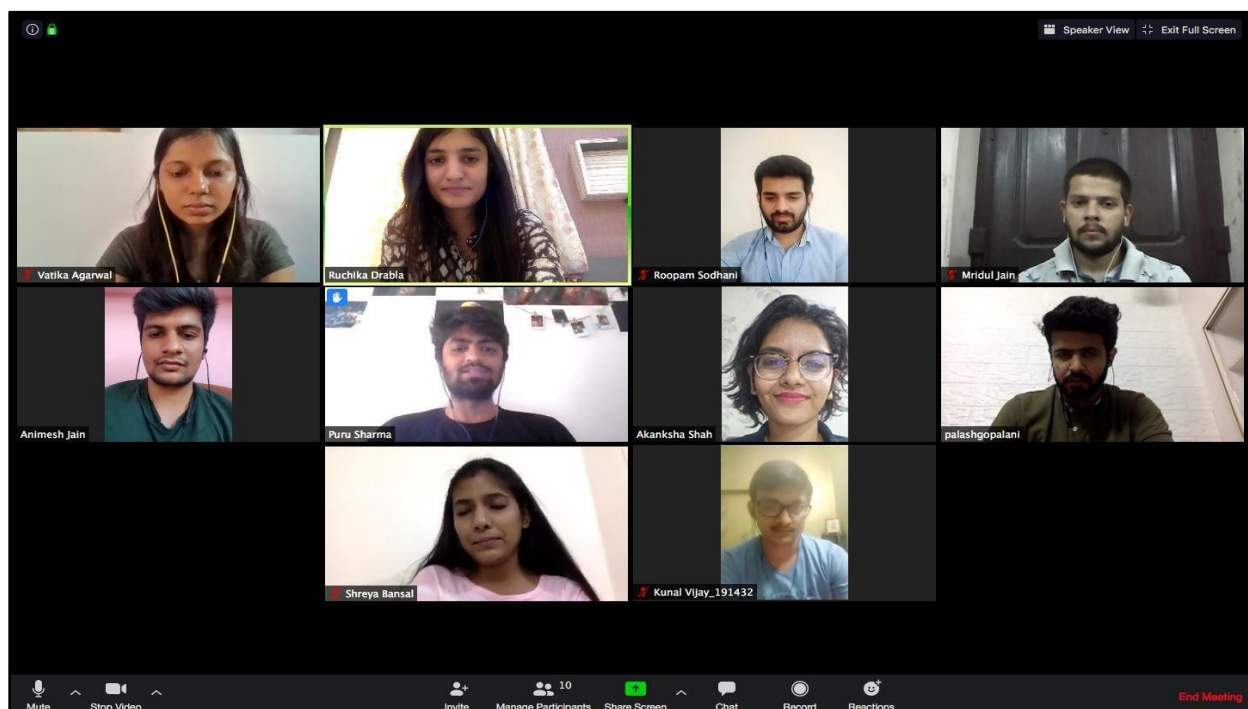 Speaker View Exit Full Screen
Vatika Agarwal Ruchika Drabla Roopam Sodhani Mridul Jain
Animesh Jain Puru Sharma Akanksha Shah palashgopalani
Shreya Bansal Kunal Vijay_191432
10
Mute Stop Video Invite Manage Participants Share Screen Chat Record Reactions End Meeting